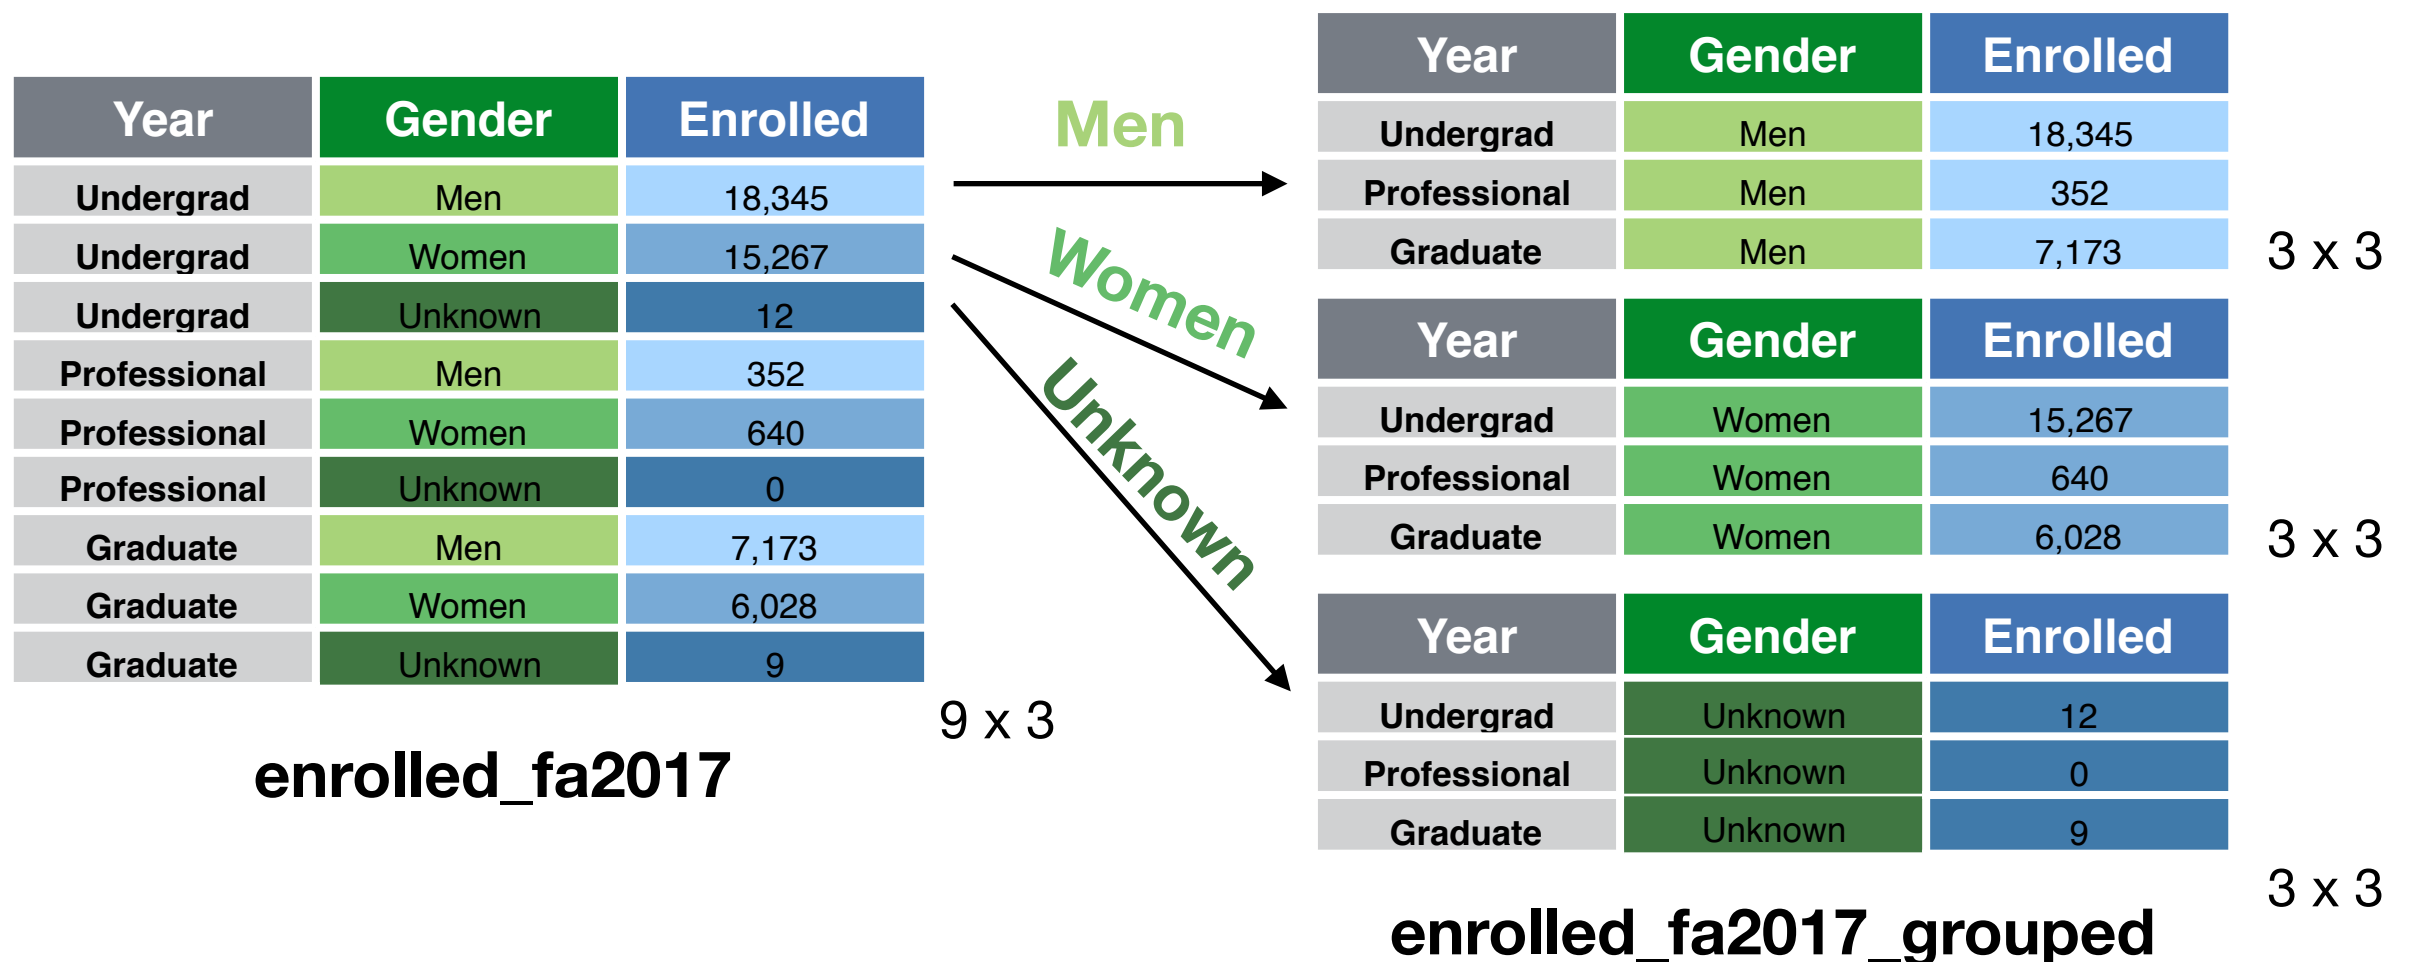 Year Gender Enrolled
Undergrad Men 18,345
Undergrad Women 15,267
Undergrad Unknown 12
Professional Men 352
Professional Women 640
Professional Unknown 0
Graduate Men 7,173
Graduate Women 6,028
Graduate Unknown 9
9 x 3
enrolled_fa2017
Men
Women
Unknown
Year Gender Enrolled
Undergrad Men 18,345
Professional Men 352
Graduate Men 7,173
3 x 3
Year Gender Enrolled
Undergrad Women 15,267
Professional Women 640
Graduate Women 6,028
3 x 3
Year Gender Enrolled
Undergrad Unknown 12
Professional Unknown 0
Graduate Unknown 9
3 x 3
enrolled_fa2017_grouped